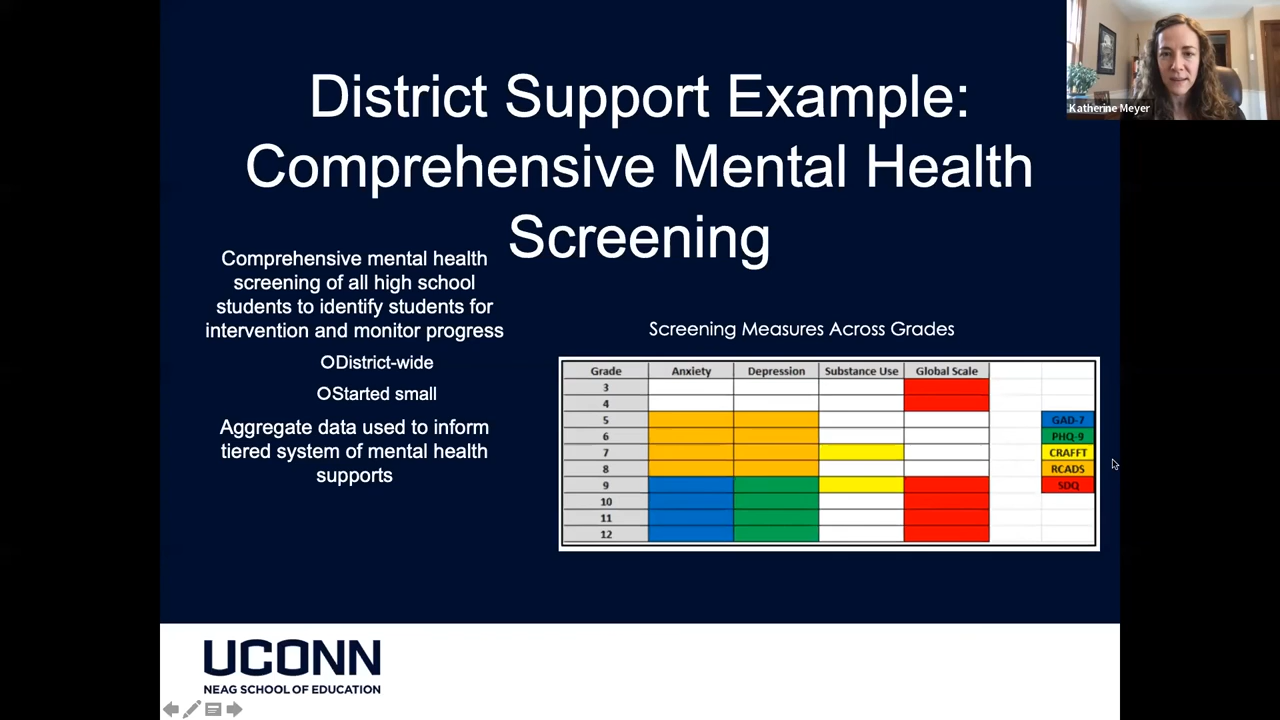 District Support Example:
Comprehensive Mental Health
Screening
Katherine Meyer
Comprehensive mental health
screening of all high school
students to identify students for
intervention and monitor progress
District-wide
Started small
Aggregate data used to inform
tiered system of mental health
supports
Screening Measures Across Grades
Grade Anxiety Depression Substance Use Global Scale
3
4
5 GAD-7
6 PHQ-9
7 CRAFFT
8 RCADS
9 SDQ
10
11
12
UCONN
NEAG SCHOOL OF EDUCATION